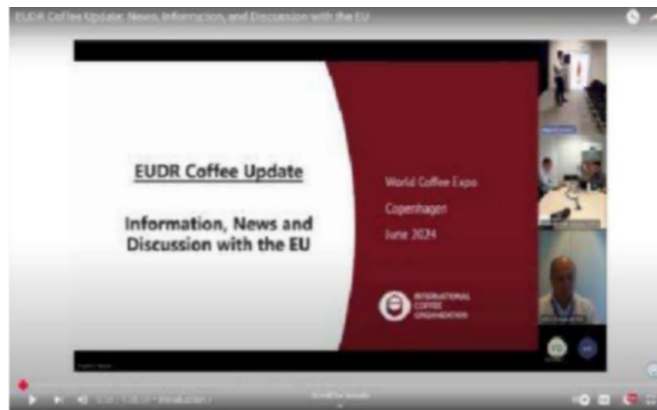 EUDR Coffee Update: News, Information, and Discussion with the EU
EUDR Coffee Update
Information, News and
Discussion with the EU
World Coffee Expo
Copenhagen
June 2024
INTERNATIONAL
COFFEE
ORGANIZATION